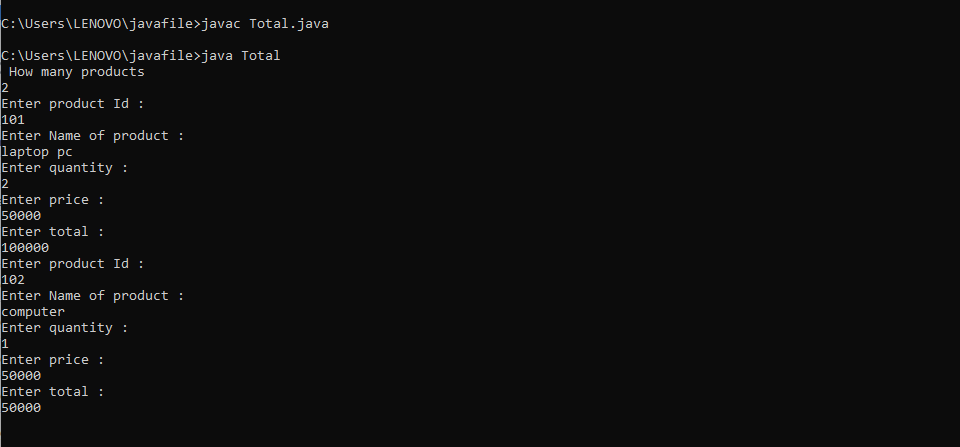 C:\Users\LENOVO\javafile>javac Total.java
C:\Users\LENOVO\javafile>java Total
How many products
2
Enter product Id :
101
Enter Name of product :
laptop pc
Enter quantity :
2
Enter price :
50000
Enter total :
100000
Enter product Id :
102
Enter Name of product :
computer
Enter quantity :
1
Enter price :
50000
Enter total :
50000